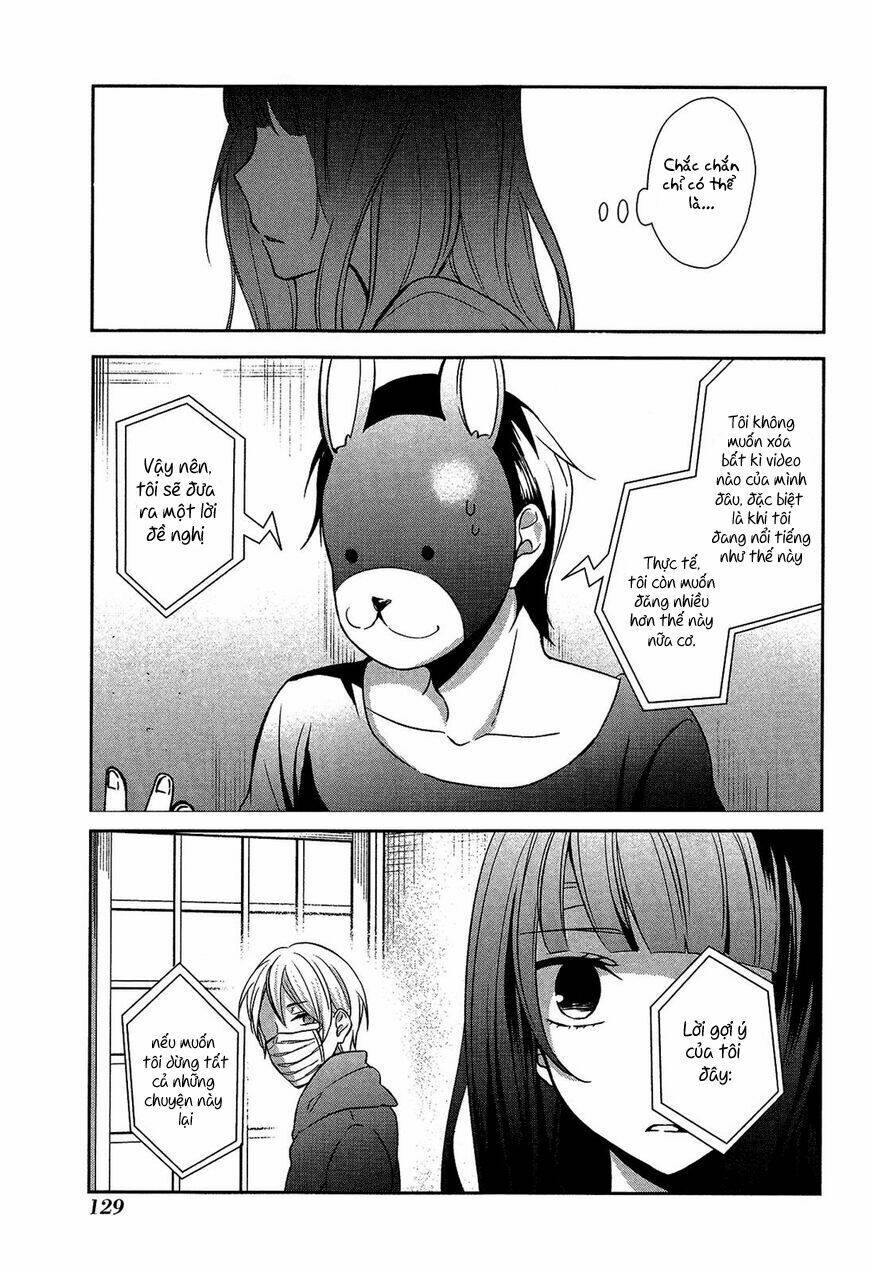 Chắc chắn
chỉ có thể
là...
Tôi không
muốn xóa
bất kì video
nào của mình
đâu, đặc biệt
là khi tôi
đang nổi tiếng
như thế này
Thực tế,
tôi còn muốn
đăng nhiều
hơn thế này
nữa cơ.
Vậy nên,
tôi sẽ đưa
ra một lời
đề nghị
Lời gợi ý
của tôi
đây:
nếu muốn
tôi dừng tất
cả những
chuyện này
lại
129